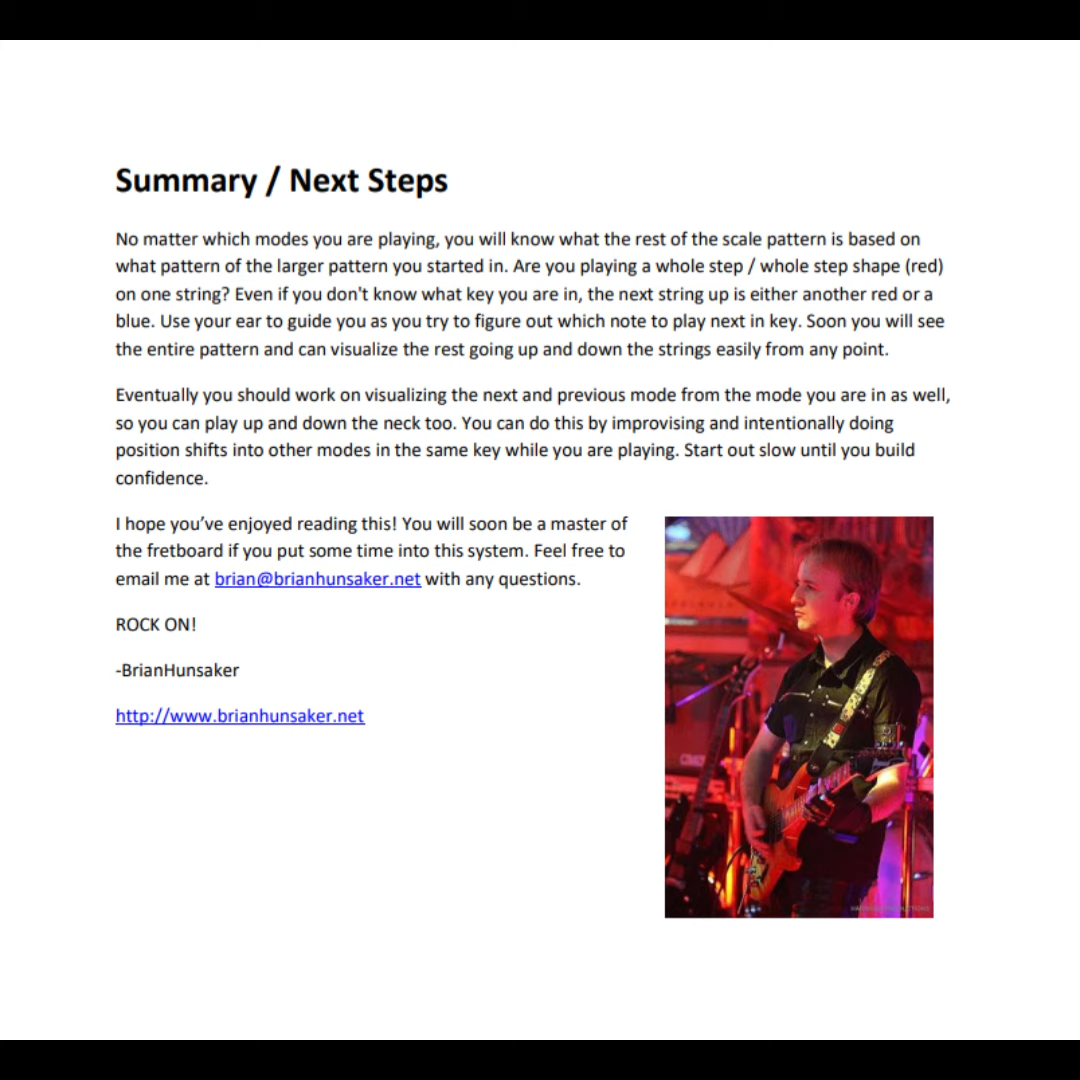 Summary / Next Steps
No matter which modes you are playing, you will know what the rest of the scale pattern is based on
what pattern of the larger pattern you started in. Are you playing a whole step / whole step shape (red)
on one string? Even if you don't know what key you are in, the next string up is either another red or a
blue. Use your ear to guide you as you try to figure out which note to play next in key. Soon you will see
the entire pattern and can visualize the rest going up and down the strings easily from any point.
Eventually you should work on visualizing the next and previous mode from the mode you are in as well,
so you can play up and down the neck too. You can do this by improvising and intentionally doing
position shifts into other modes in the same key while you are playing. Start out slow until you build
confidence.
I hope you’ve enjoyed reading this! You will soon be a master of
the fretboard if you put some time into this system. Feel free to
email me at brian@brianhunsaker.net with any questions.
ROCK ON!
-BrianHunsaker
http://www.brianhunsaker.net